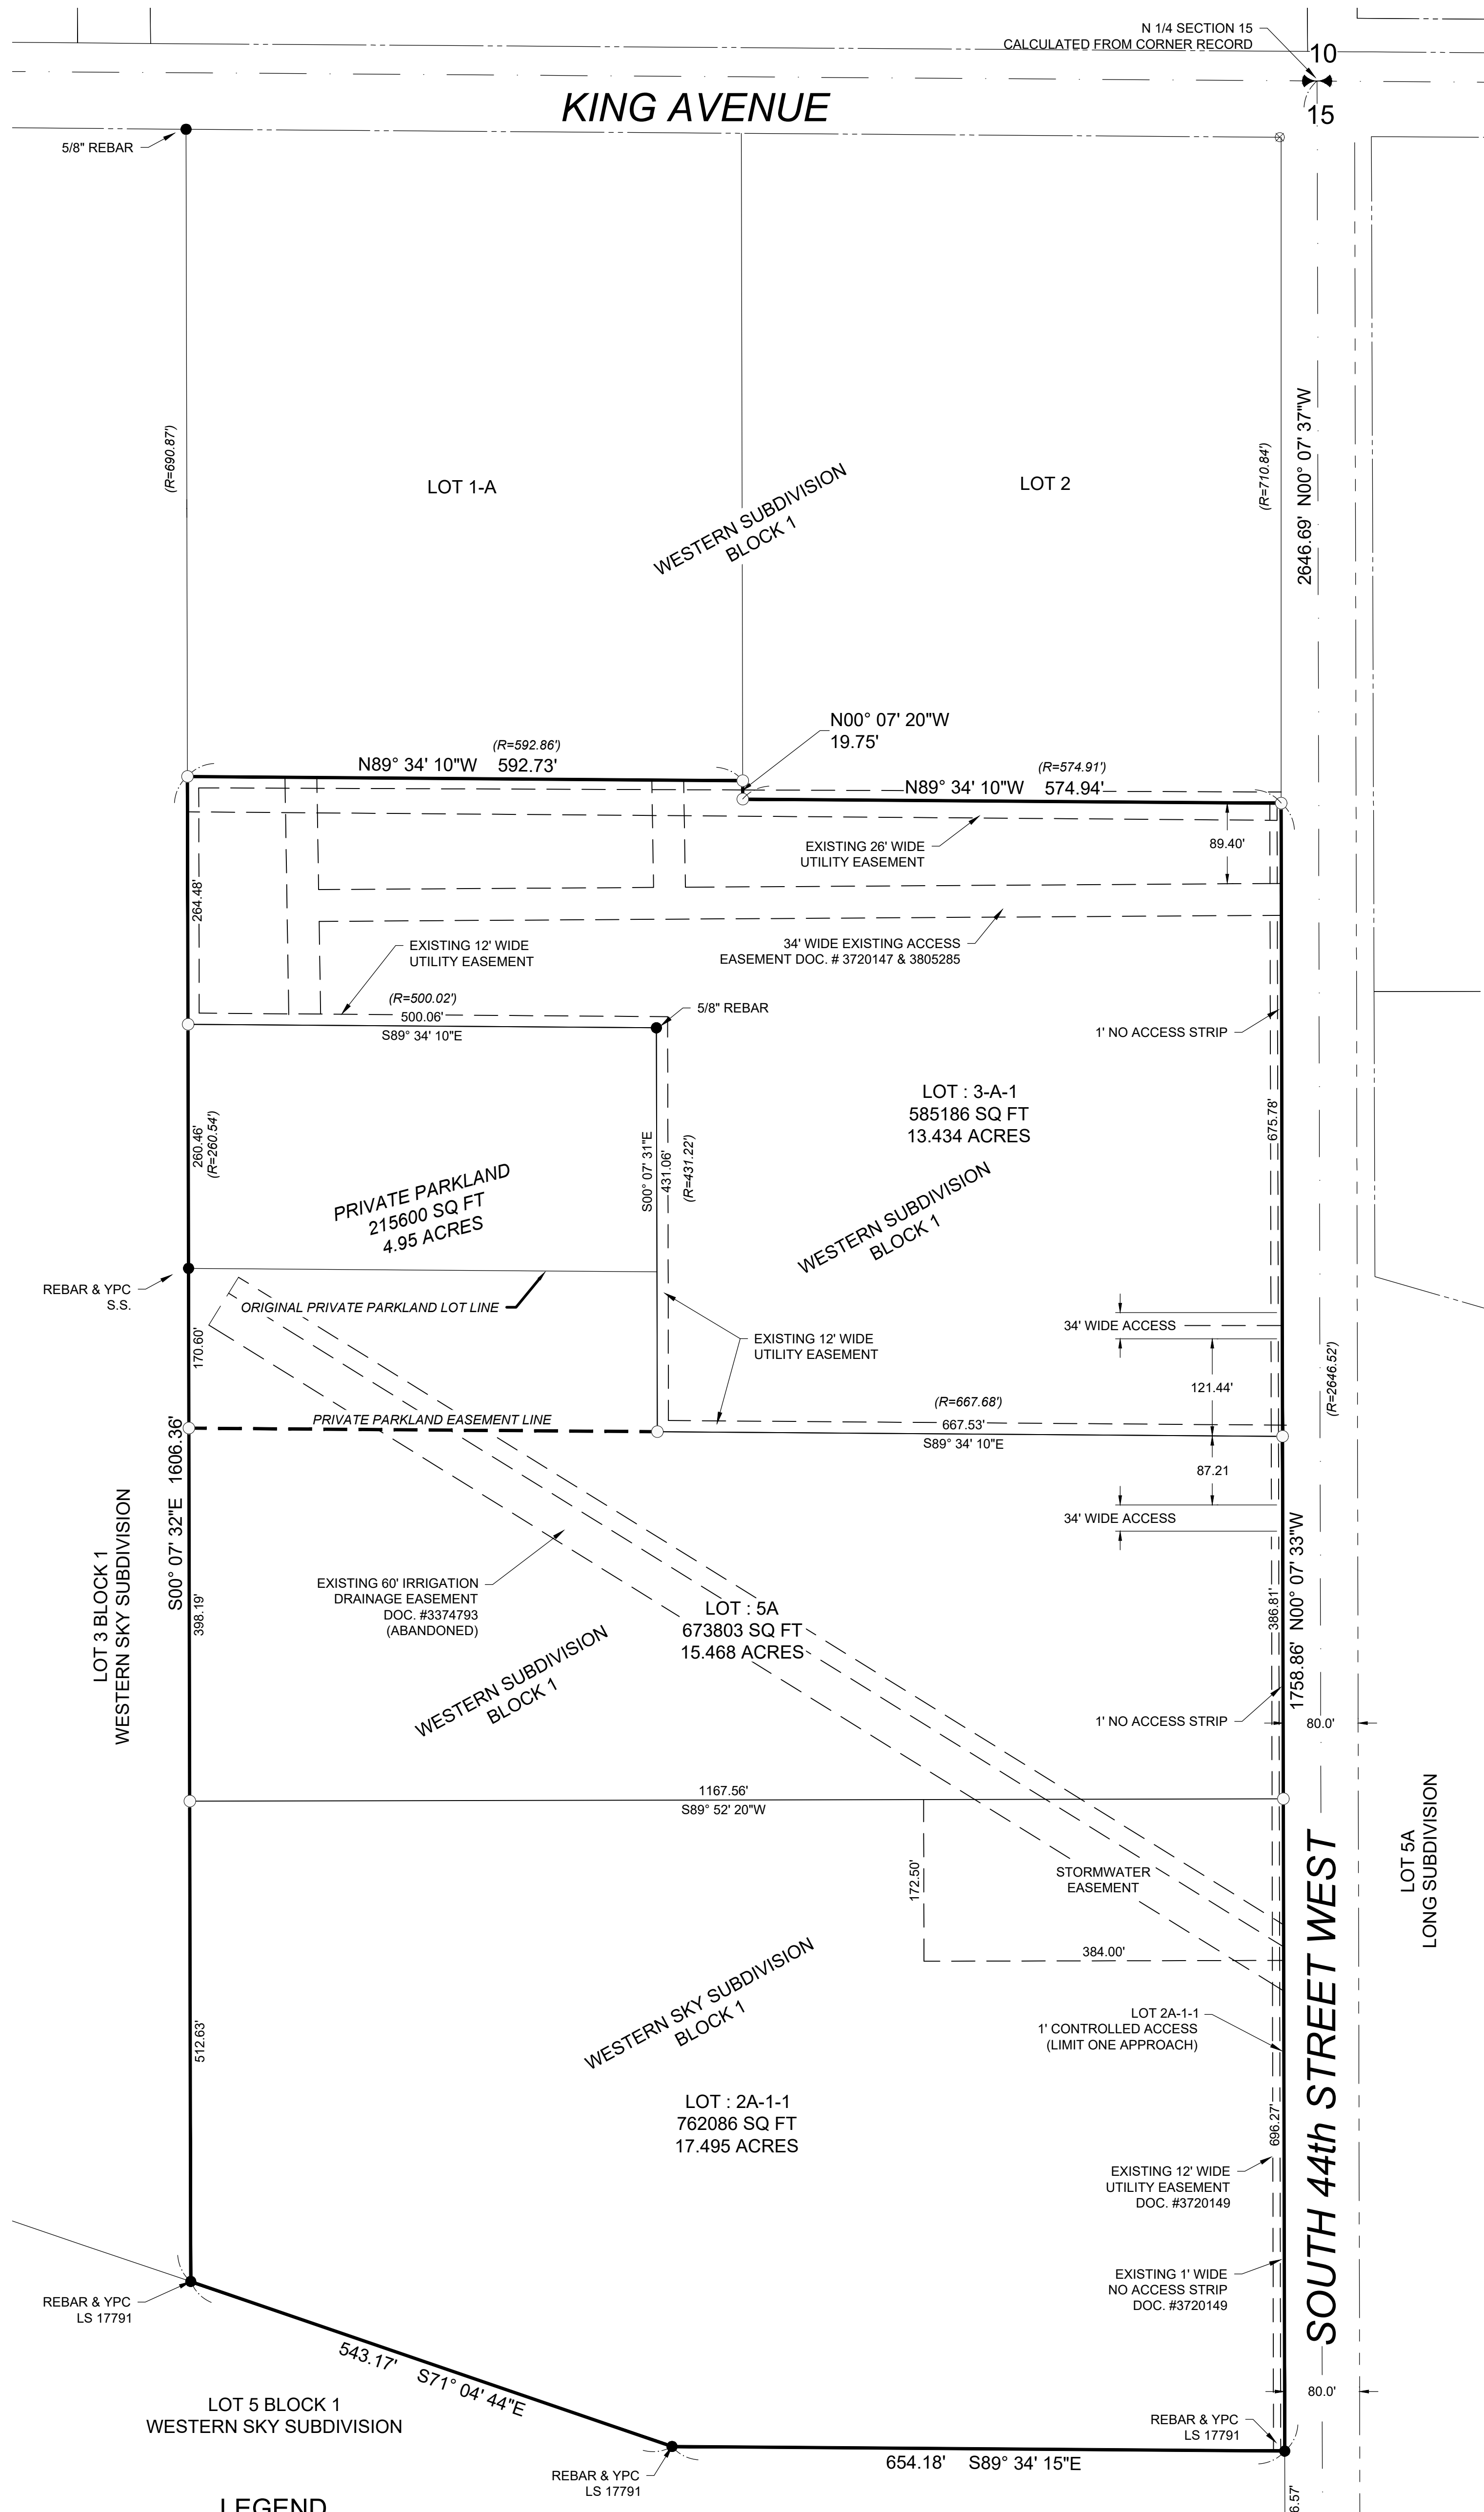 N 1/4 SECTION 15
CALCULATED FROM CORNER RECORD
10
15
KING AVENUE
5/8" REBAR
(R=690.87')
LOT 1-A
WESTERN SUBDIVISION
BLOCK 1
LOT 2
(R=710.84')
2646.69' N00° 07' 37"W
N00° 07' 20"W
19.75'
(R=592.86')
N89° 34' 10"W 592.73'
(R=574.91')
N89° 34' 10"W 574.94'
89.40'
EXISTING 26' WIDE
UTILITY EASEMENT
264.48'
EXISTING 12' WIDE
UTILITY EASEMENT
34' WIDE EXISTING ACCESS
EASEMENT DOC. # 3720147 & 3805285
(R=500.02')
500.06'
S89° 34' 10"E
5/8" REBAR
1' NO ACCESS STRIP
LOT : 3-A-1
585186 SQ FT
13.434 ACRES
675.78'
260.46'
(R=260.54')
S00° 07' 31"E
431.06'
(R=431.22')
PRIVATE PARKLAND
215600 SQ FT
4.95 ACRES
WESTERN SUBDIVISION
BLOCK 1
REBAR & YPC
S.S.
ORIGINAL PRIVATE PARKLAND LOT LINE
170.60'
EXISTING 12' WIDE
UTILITY EASEMENT
34' WIDE ACCESS
121.44'
(R=2646.52')
(R=667.68')
667.53'
S89° 34' 10"E
PRIVATE PARKLAND EASEMENT LINE
87.21
34' WIDE ACCESS
S00° 07' 32"E 1606.36'
LOT 3 BLOCK 1
WESTERN SKY SUBDIVISION
398.19'
EXISTING 60' IRRIGATION
DRAINAGE EASEMENT
DOC. #3374793
(ABANDONED)
LOT : 5A
673803 SQ FT
15.468 ACRES
WESTERN SUBDIVISION
BLOCK 1
386.81'
1758.86' N00° 07' 33"W
1' NO ACCESS STRIP
80.0'
1167.56'
S89° 52' 20"W
LOT 5A
LONG SUBDIVISION
172.50'
STORMWATER
EASEMENT
384.00'
SOUTH 44th STREET WEST
WESTERN SKY SUBDIVISION
BLOCK 1
512.63'
LOT 2A-1-1
1' CONTROLLED ACCESS
(LIMIT ONE APPROACH)
LOT : 2A-1-1
762086 SQ FT
17.495 ACRES
696.27'
EXISTING 12' WIDE
UTILITY EASEMENT
DOC. #3720149
EXISTING 1' WIDE
NO ACCESS STRIP
DOC. #3720149
REBAR & YPC
LS 17791
543.17' S71° 04' 44"E
LOT 5 BLOCK 1
WESTERN SKY SUBDIVISION
80.0'
REBAR & YPC
LS 17791
654.18' S89° 34' 15"E
REBAR & YPC
LS 17791
LEGEND
6.57'